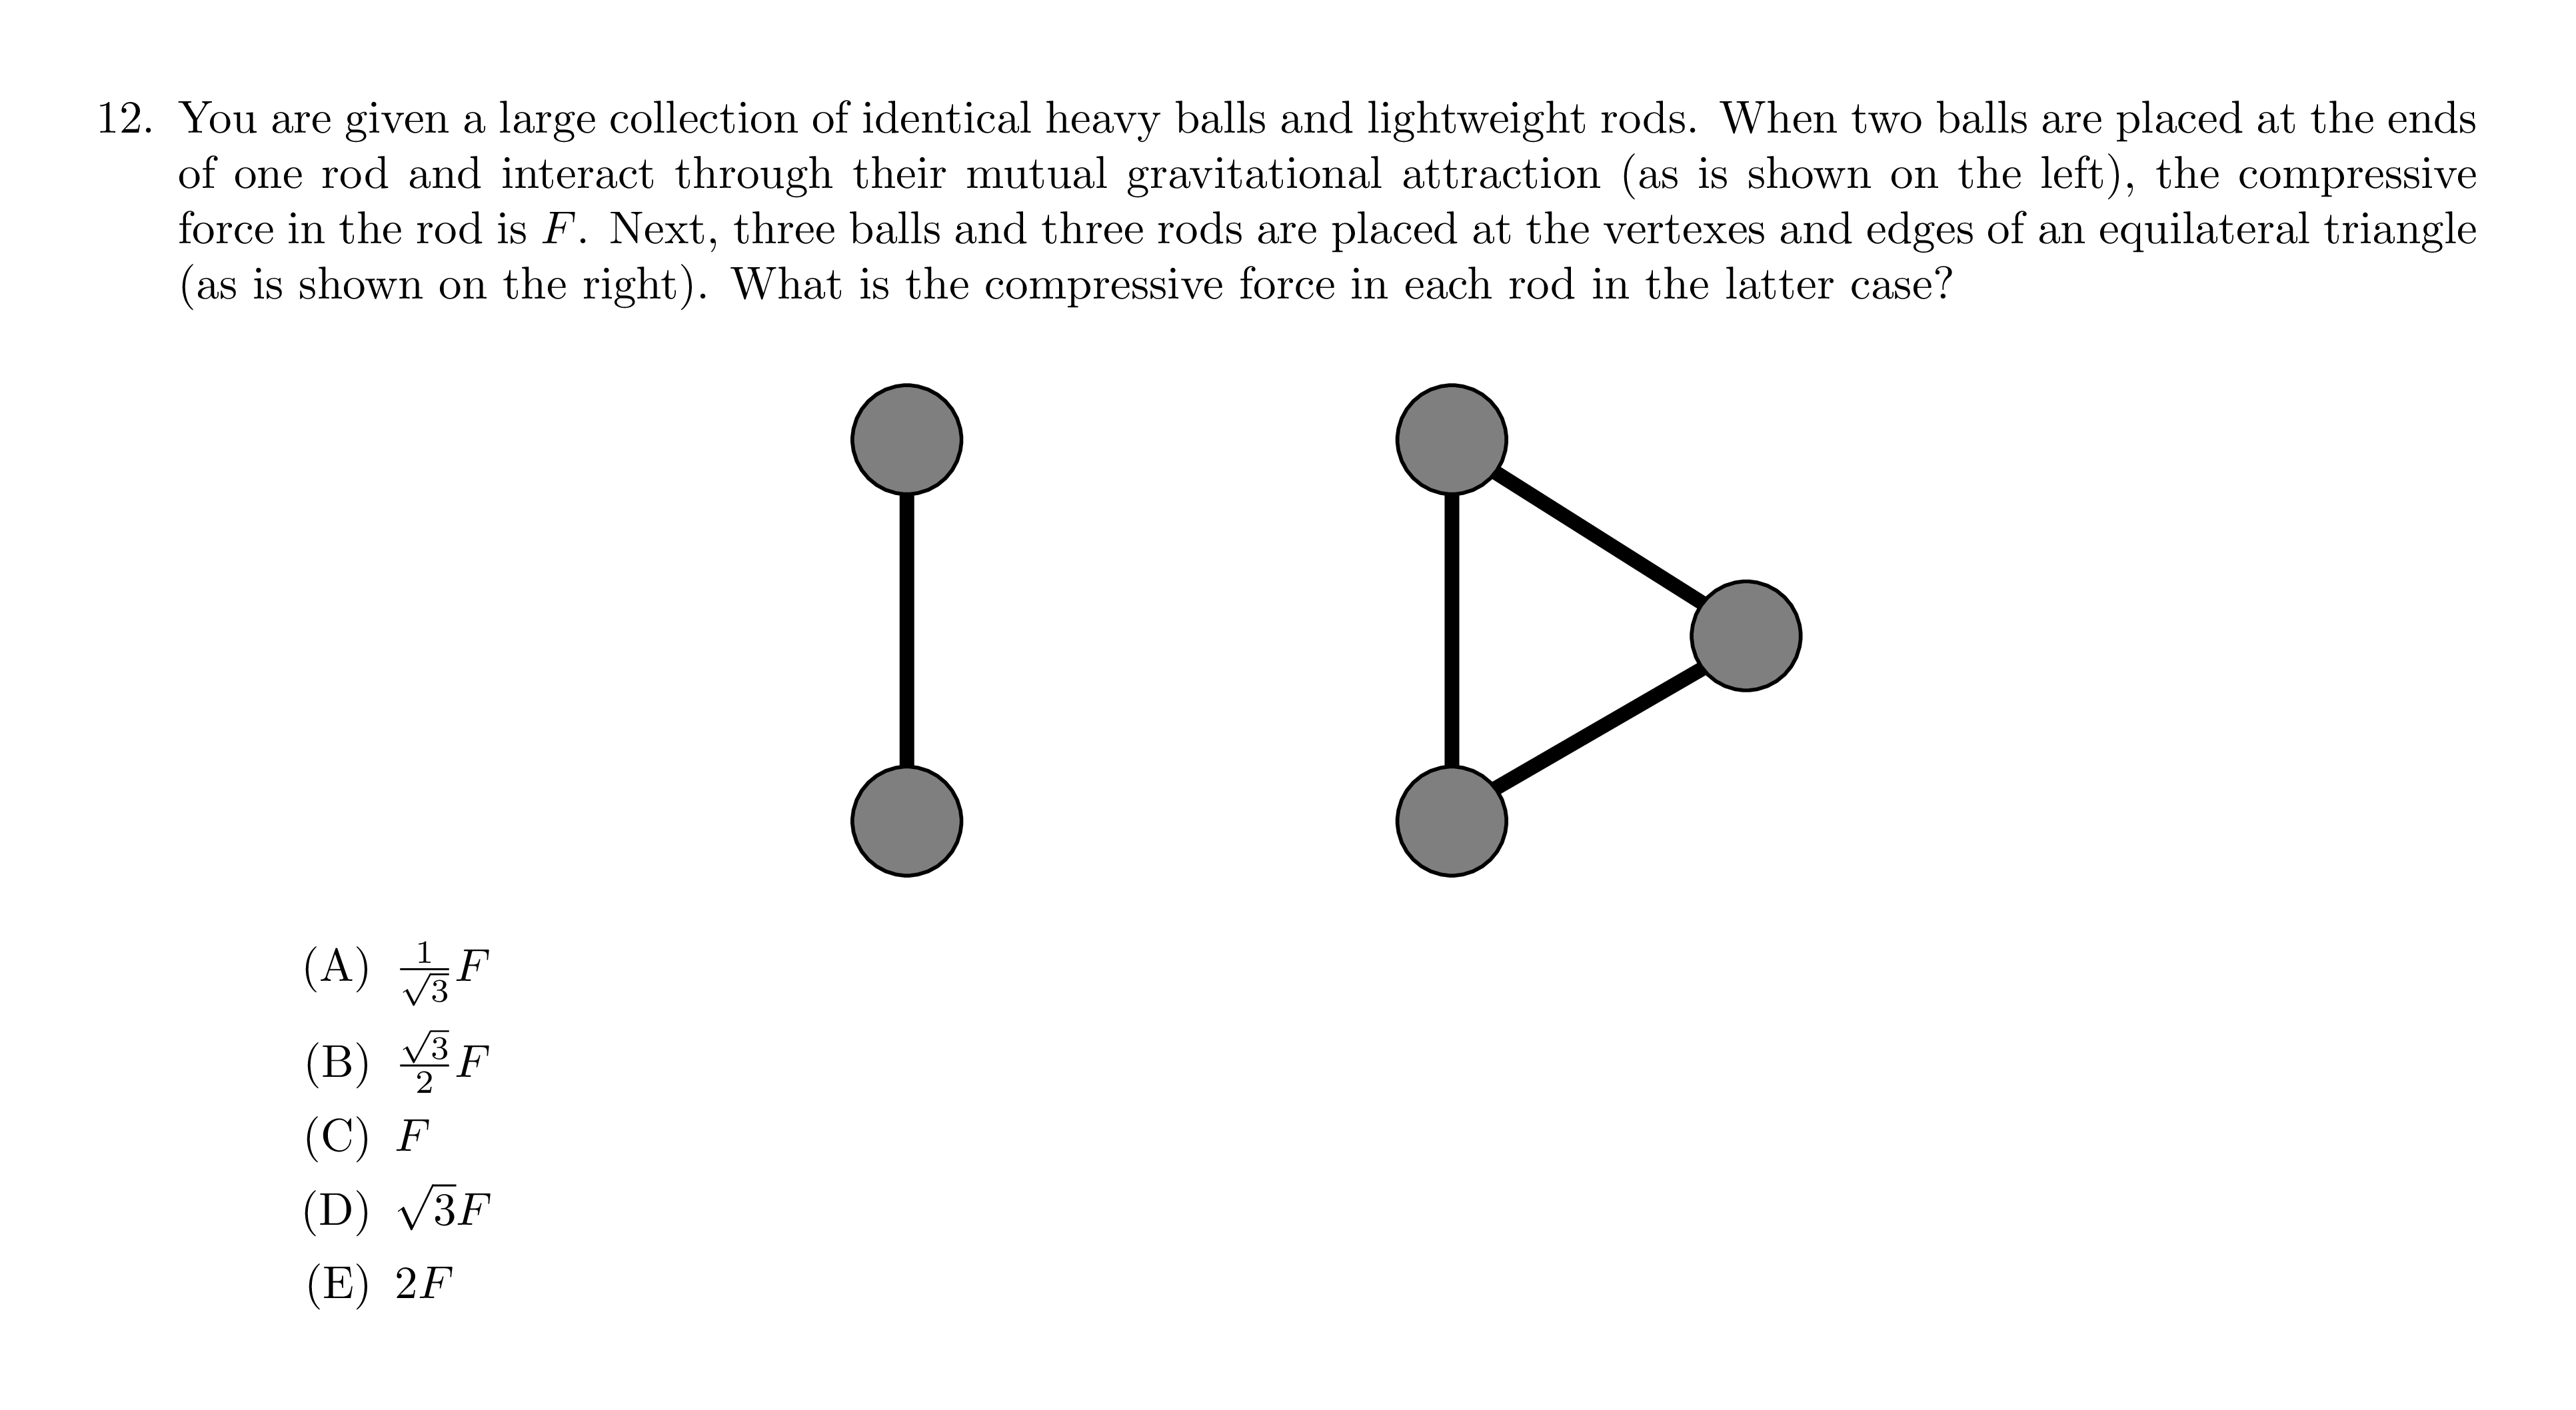 12. You are given a large collection of identical heavy balls and lightweight rods. When two balls are placed at the ends
of one rod and interact through their mutual gravitational attraction (as is shown on the left), the compressive
force in the rod is F. Next, three balls and three rods are placed at the vertexes and edges of an equilateral triangle
(as is shown on the right). What is the compressive force in each rod in the latter case?
(A) $\frac{1}{\sqrt{3}}F$
(B) $\frac{\sqrt{3}}{2}F$
(C) $F$
(D) $\sqrt{3}F$
(E) $2F$